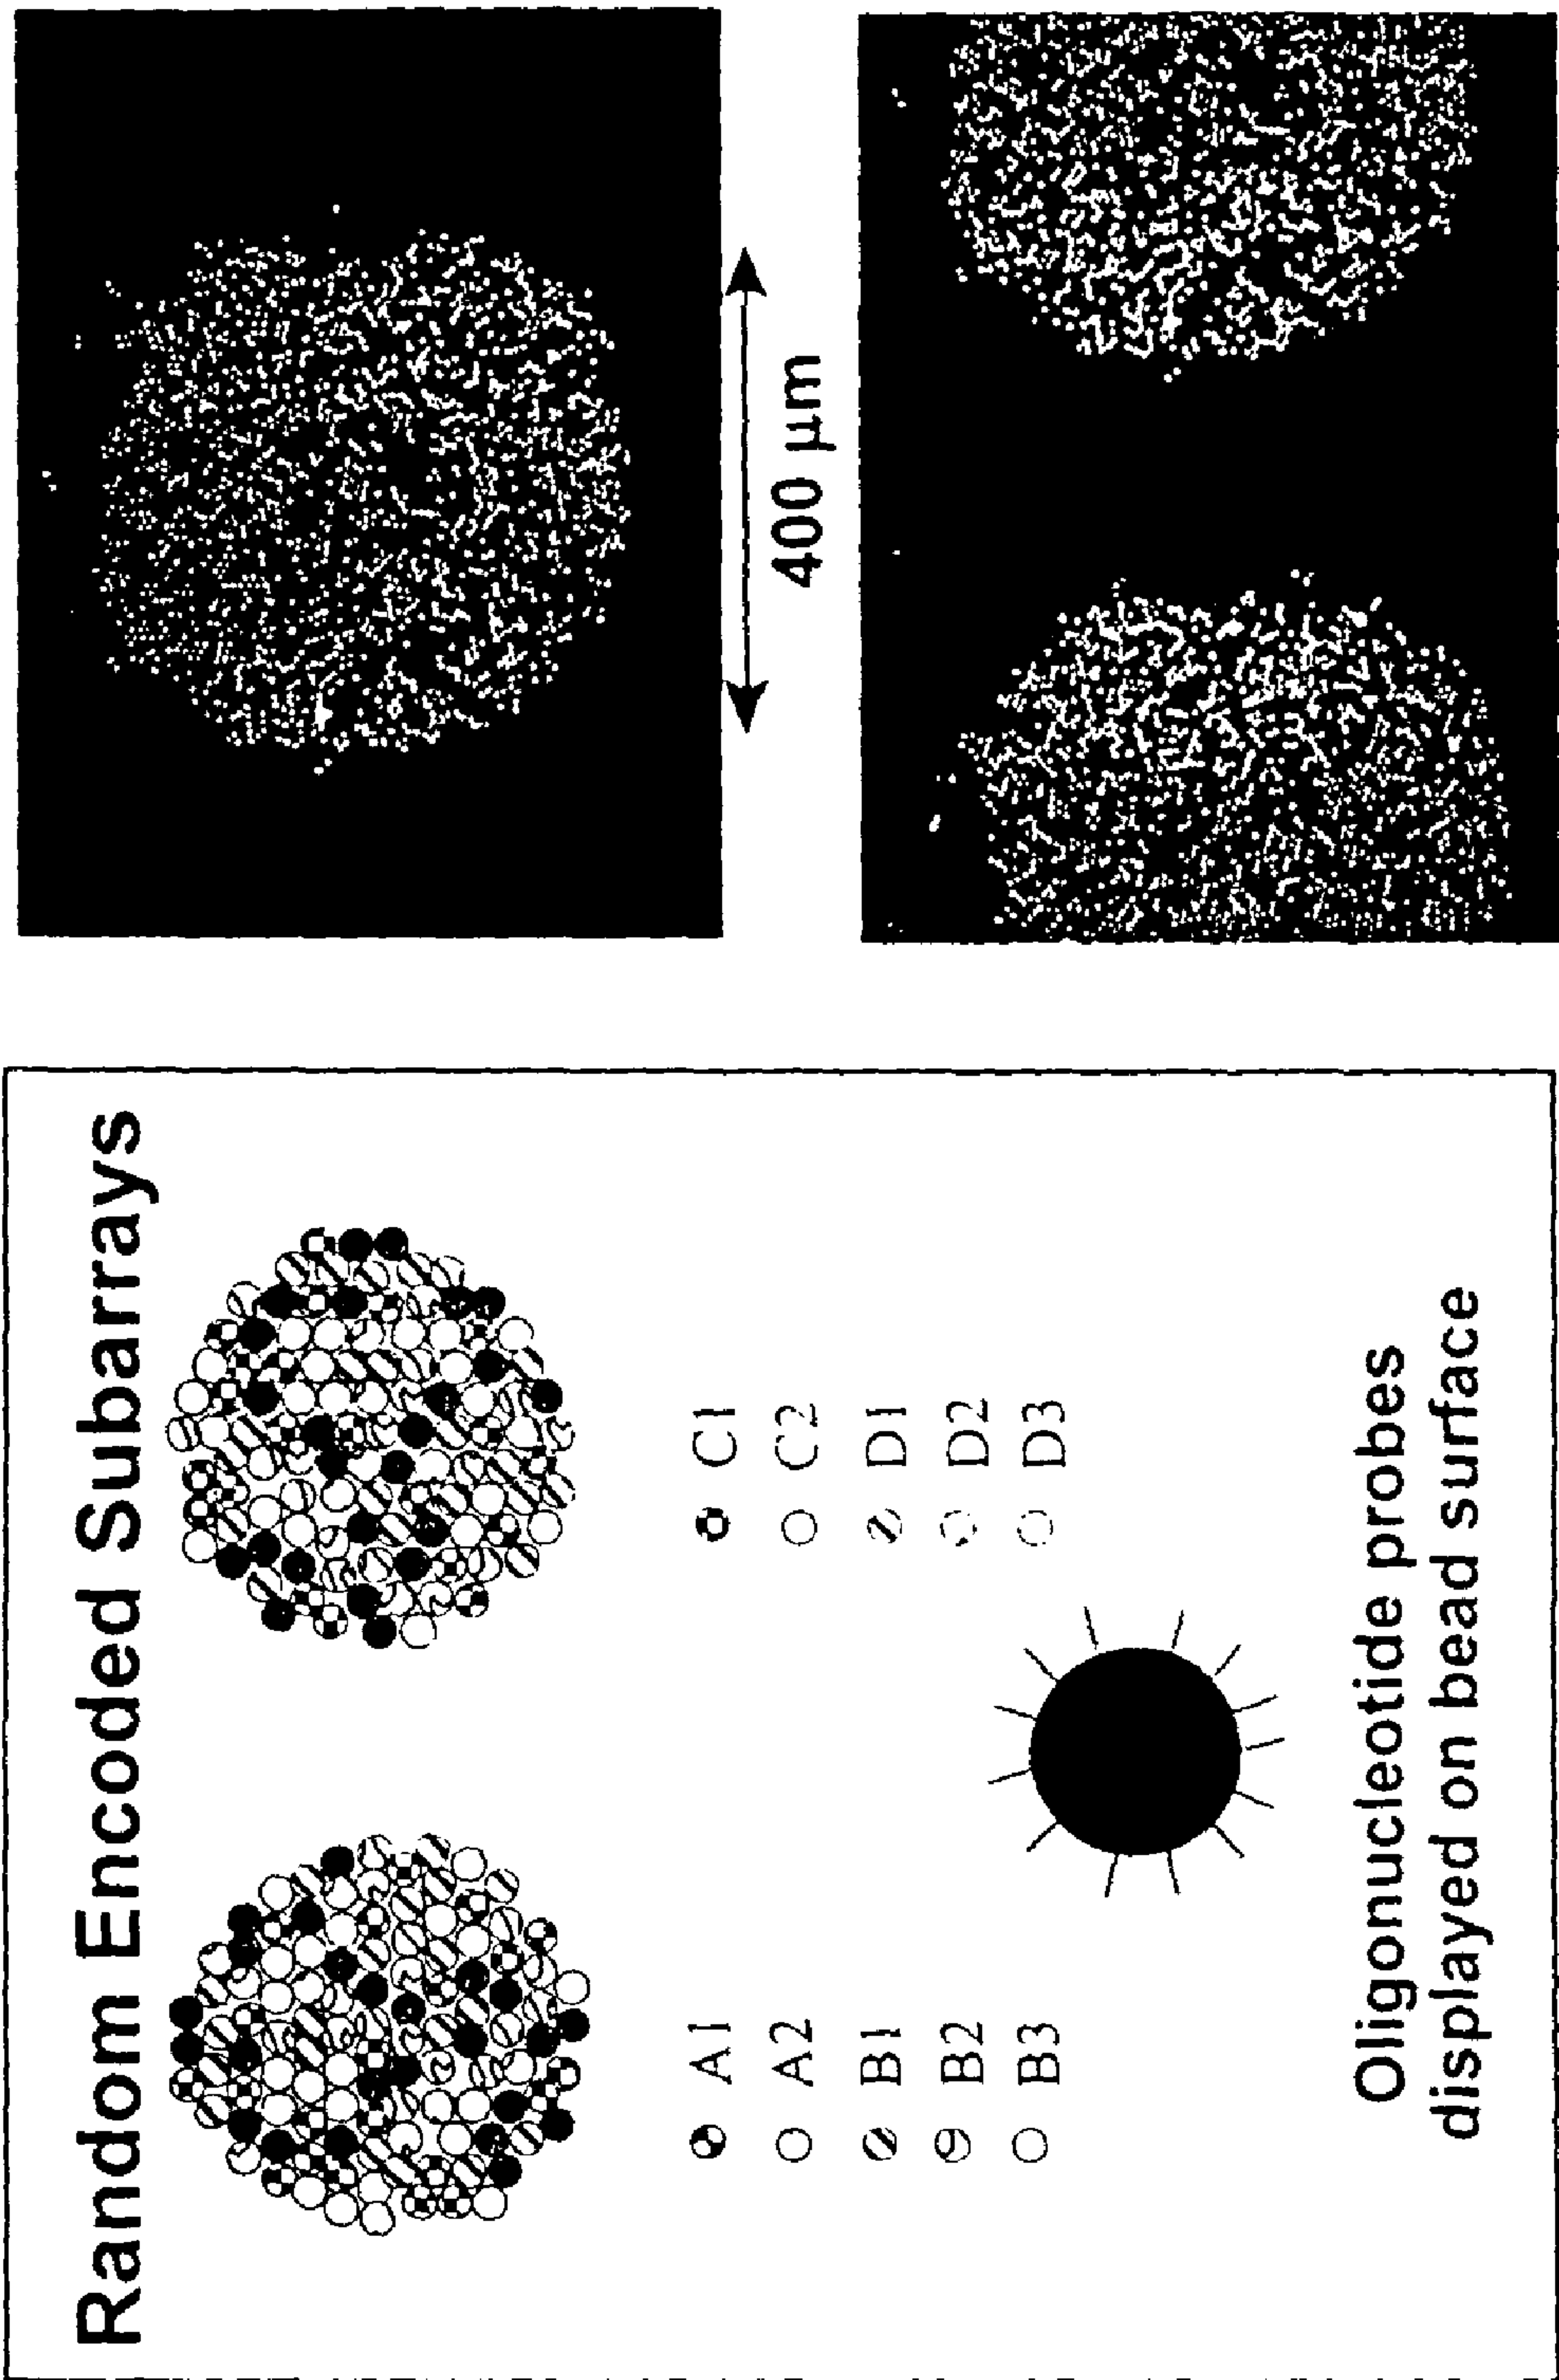 Random Encoded Subarrays
A1
A2
B1
B2
B3
C1
C2
D1
D2
D3
Oligonucleotide probes
displayed on bead surface
400 μm